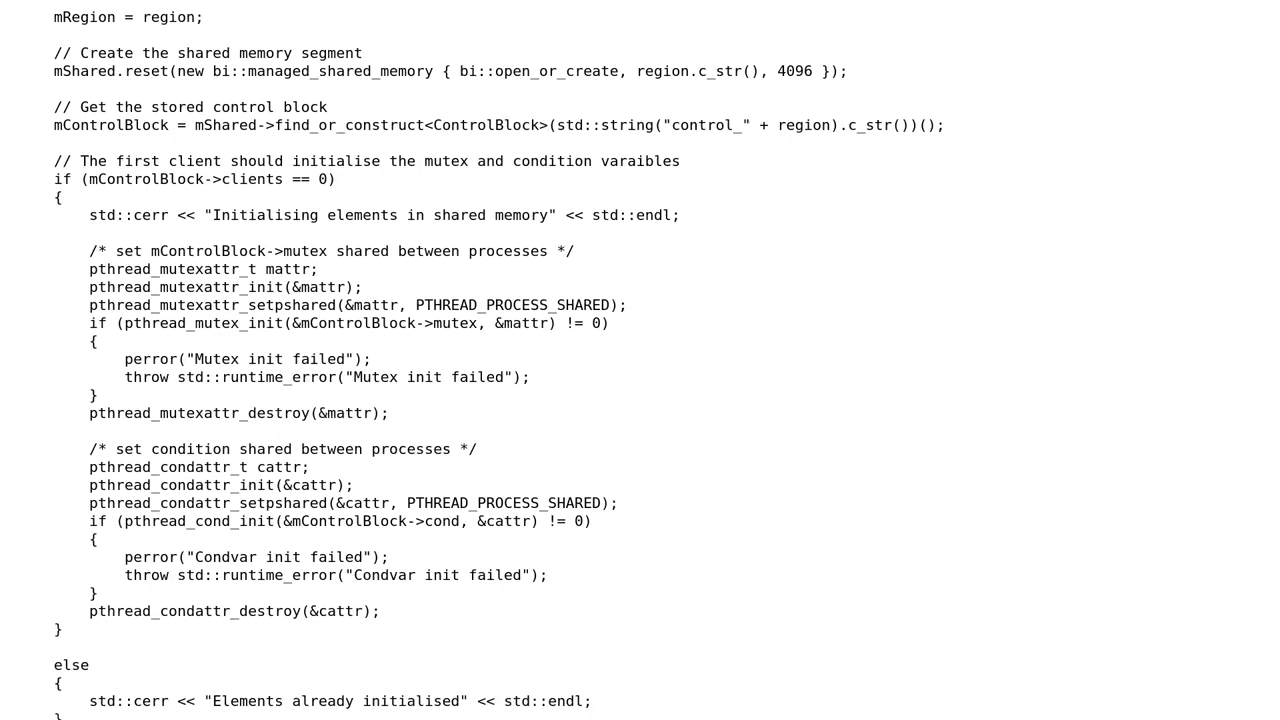 mRegion = region;

// Create the shared memory segment
mShared.reset(new bi::managed_shared_memory { bi::open_or_create, region.c_str(), 4096 });

// Get the stored control block
mControlBlock = mShared->find_or_construct<ControlBlock>(std::string("control_" + region).c_str())();

// The first client should initialise the mutex and condition varaibles
if (mControlBlock->clients == 0)
{
    std::cerr << "Initialising elements in shared memory" << std::endl;

    /* set mControlBlock->mutex shared between processes */
    pthread_mutexattr_t mattr;
    pthread_mutexattr_init(&mattr);
    pthread_mutexattr_setpshared(&mattr, PTHREAD_PROCESS_SHARED);
    if (pthread_mutex_init(&mControlBlock->mutex, &mattr) != 0)
    {
        perror("Mutex init failed");
        throw std::runtime_error("Mutex init failed");
    }
    pthread_mutexattr_destroy(&mattr);

    /* set condition shared between processes */
    pthread_condattr_t cattr;
    pthread_condattr_init(&cattr);
    pthread_condattr_setpshared(&cattr, PTHREAD_PROCESS_SHARED);
    if (pthread_cond_init(&mControlBlock->cond, &cattr) != 0)
    {
        perror("Condvar init failed");
        throw std::runtime_error("Condvar init failed");
    }
    pthread_condattr_destroy(&cattr);
}

else
{
    std::cerr << "Elements already initialised" << std::endl;
}